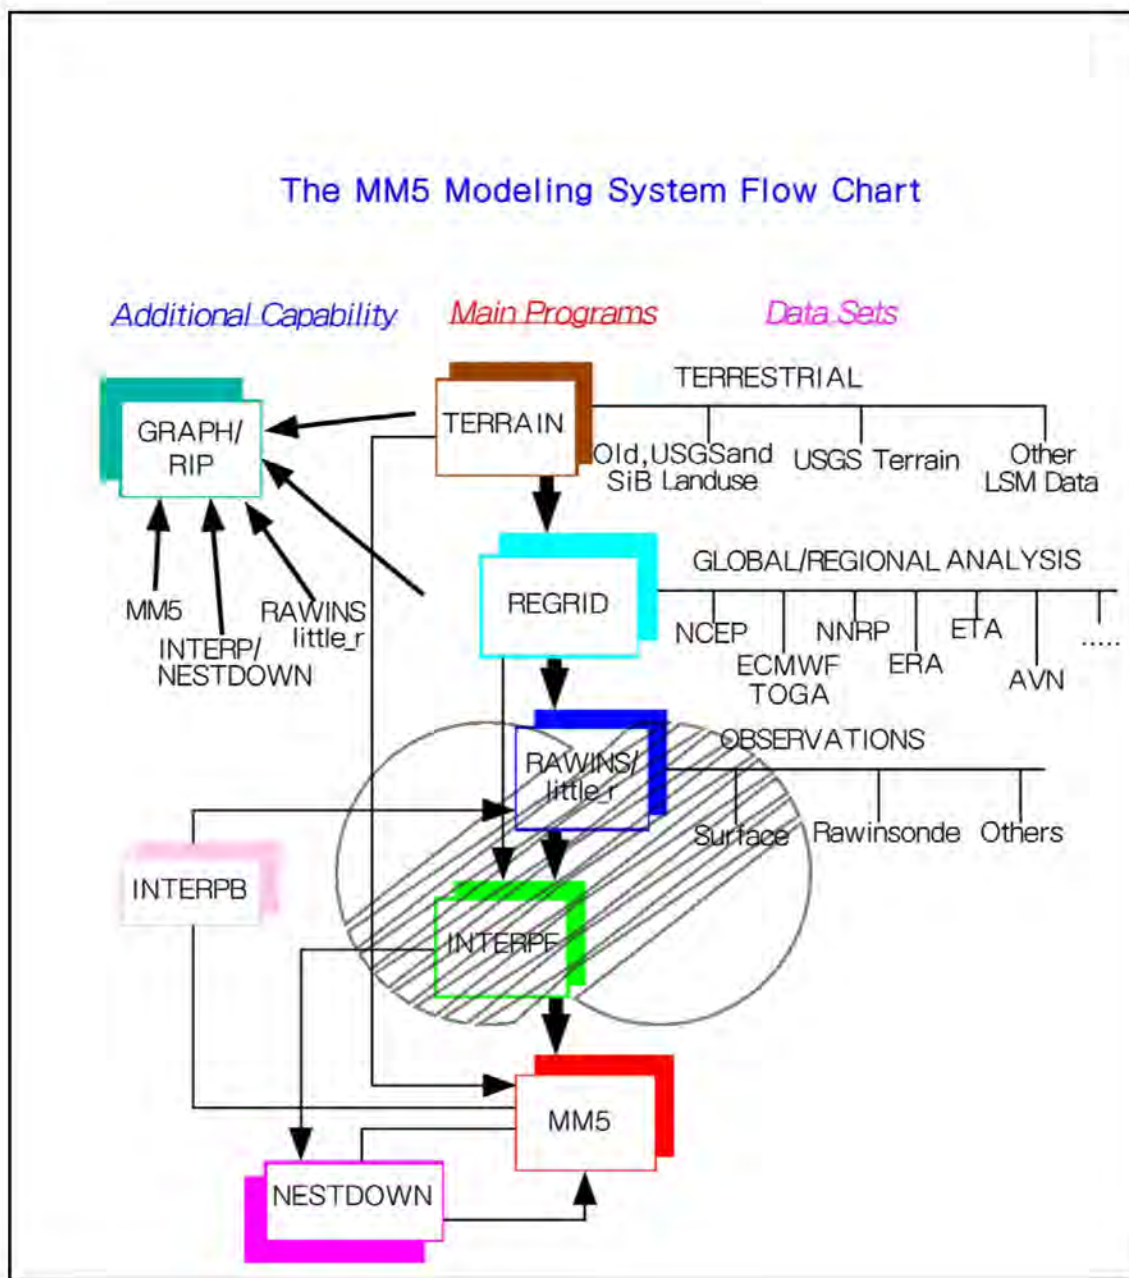 The MM5 Modeling System Flow Chart
Additional Capability
Main Programs
Data Sets
TERRESTRIAL
TERRAIN
GRAPH/
RIP
Old,USGSand
SiB Landuse
USGS Terrain
Other
LSM Data
GLOBAL/REGIONAL ANALYSIS
REGRID
MM5
RAWINS
little_r
INTERP/
NESTDOWN
NCEP
ECMWF
TOGA
NNRP
ERA
ETA
AVN
.....
OBSERVATIONS
RAWINS/
little_r
Surface
Rawinsonde
Others
INTERPB
INTERPF
MM5
NESTDOWN